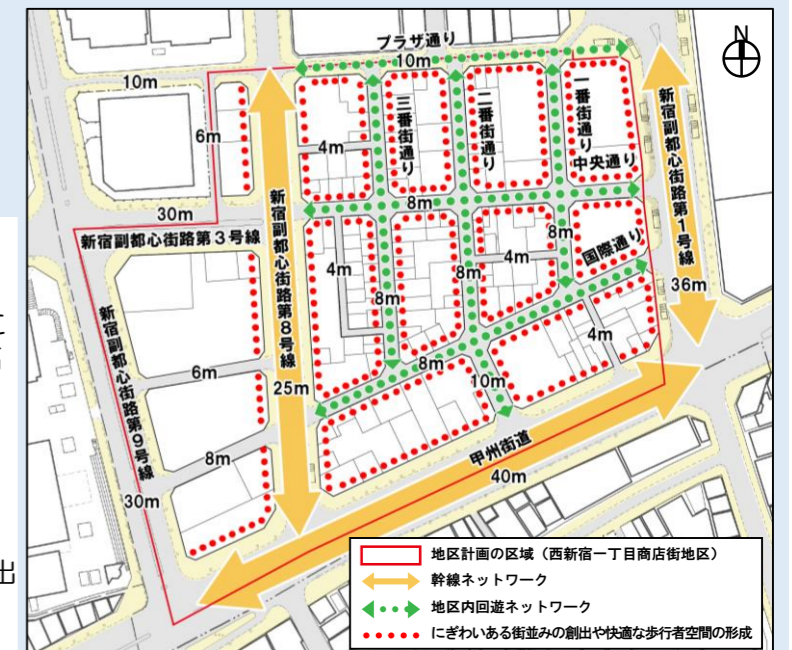 プラザ通り
10m
N
10m
6m
4m
三番街通り
二番街通り
一番街通り
中央通り
新宿副都心街路第1号線
36m
30m
新宿副都心街路第3号線
新宿副都心街路第8号線
25m
8m
8m
4m
8m
8m
4m
国際通り
4m
新宿副都心街路第9号線
30m
6m
8m
8m
10m
甲州街道
40m
出
地区計画の区域（西新宿一丁目商店街地区）
幹線ネットワーク
地区内回遊ネットワーク
にぎわいある街並みの創出や快適な歩行者空間の形成